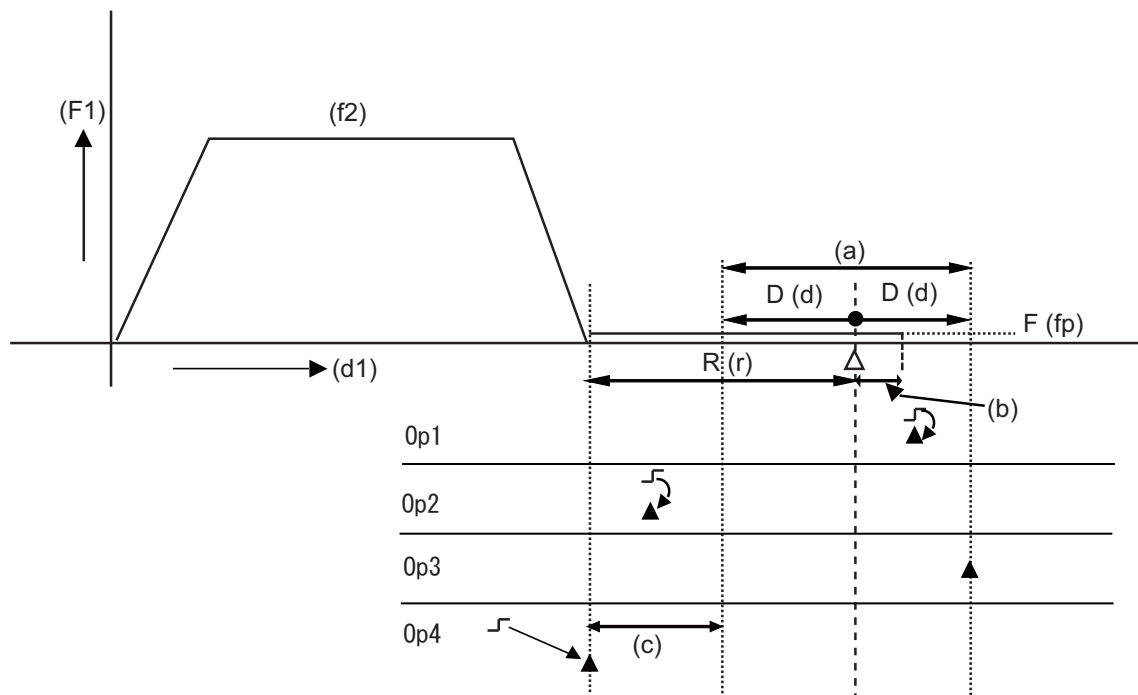 (F1)
(f2)
(a)
D (d)
D (d)
F (fp)
(d1)
R (r)
(b)
0p1
0p2
0p3
0p4
(c)